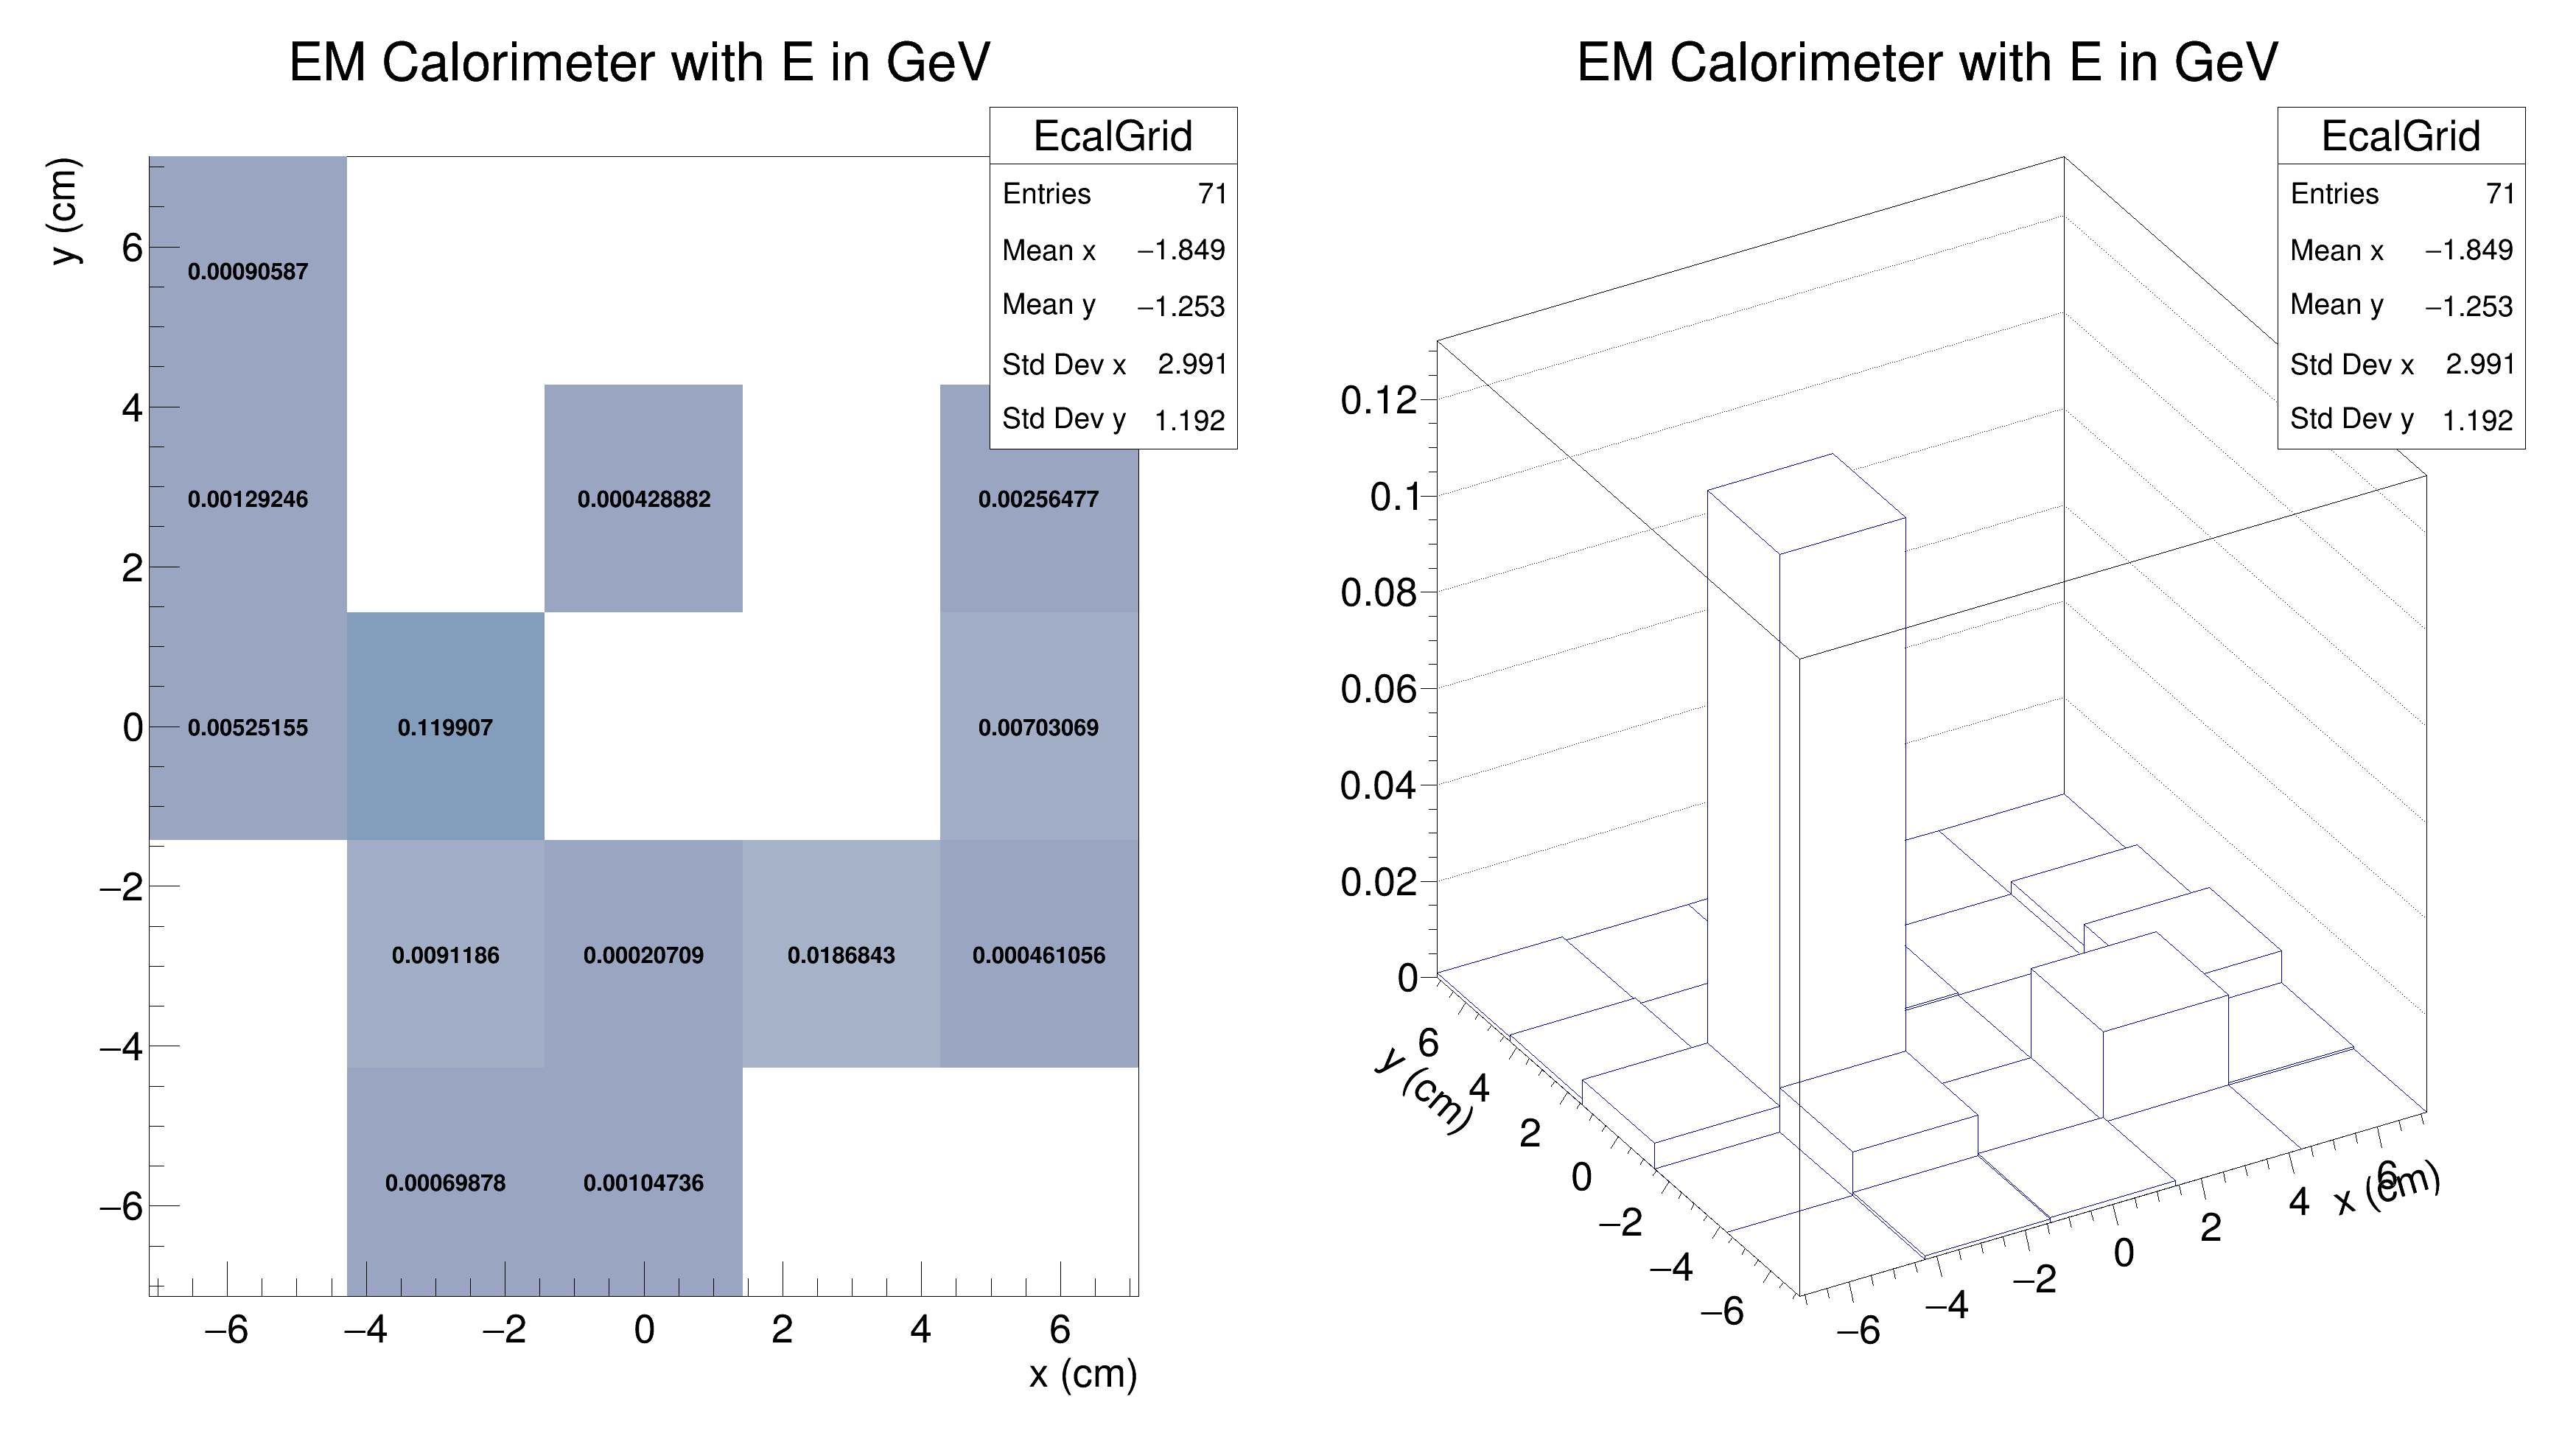 EM Calorimeter with E in GeV
EcalGrid
Entries 71
Mean x −1.849
Mean y −1.253
Std Dev x 2.991
Std Dev y 1.192
y (cm)
6
4
2
0
−2
−4
−6
0.00090587
0.00129246 0.000428882 0.00256477
0.00525155 0.119907 0.00703069
0.0091186 0.00020709 0.0186843 0.000461056
0.00069878 0.00104736
−6 −4 −2 0 2 4 6
x (cm)
EM Calorimeter with E in GeV
EcalGrid
Entries 71
Mean x −1.849
Mean y −1.253
Std Dev x 2.991
Std Dev y 1.192
0.12
0.1
0.08
0.06
0.04
0.02
0
y (cm)
6
4
2
0
−2
−4
−6
−6 −4 −2 0 2 4 6
x (cm)